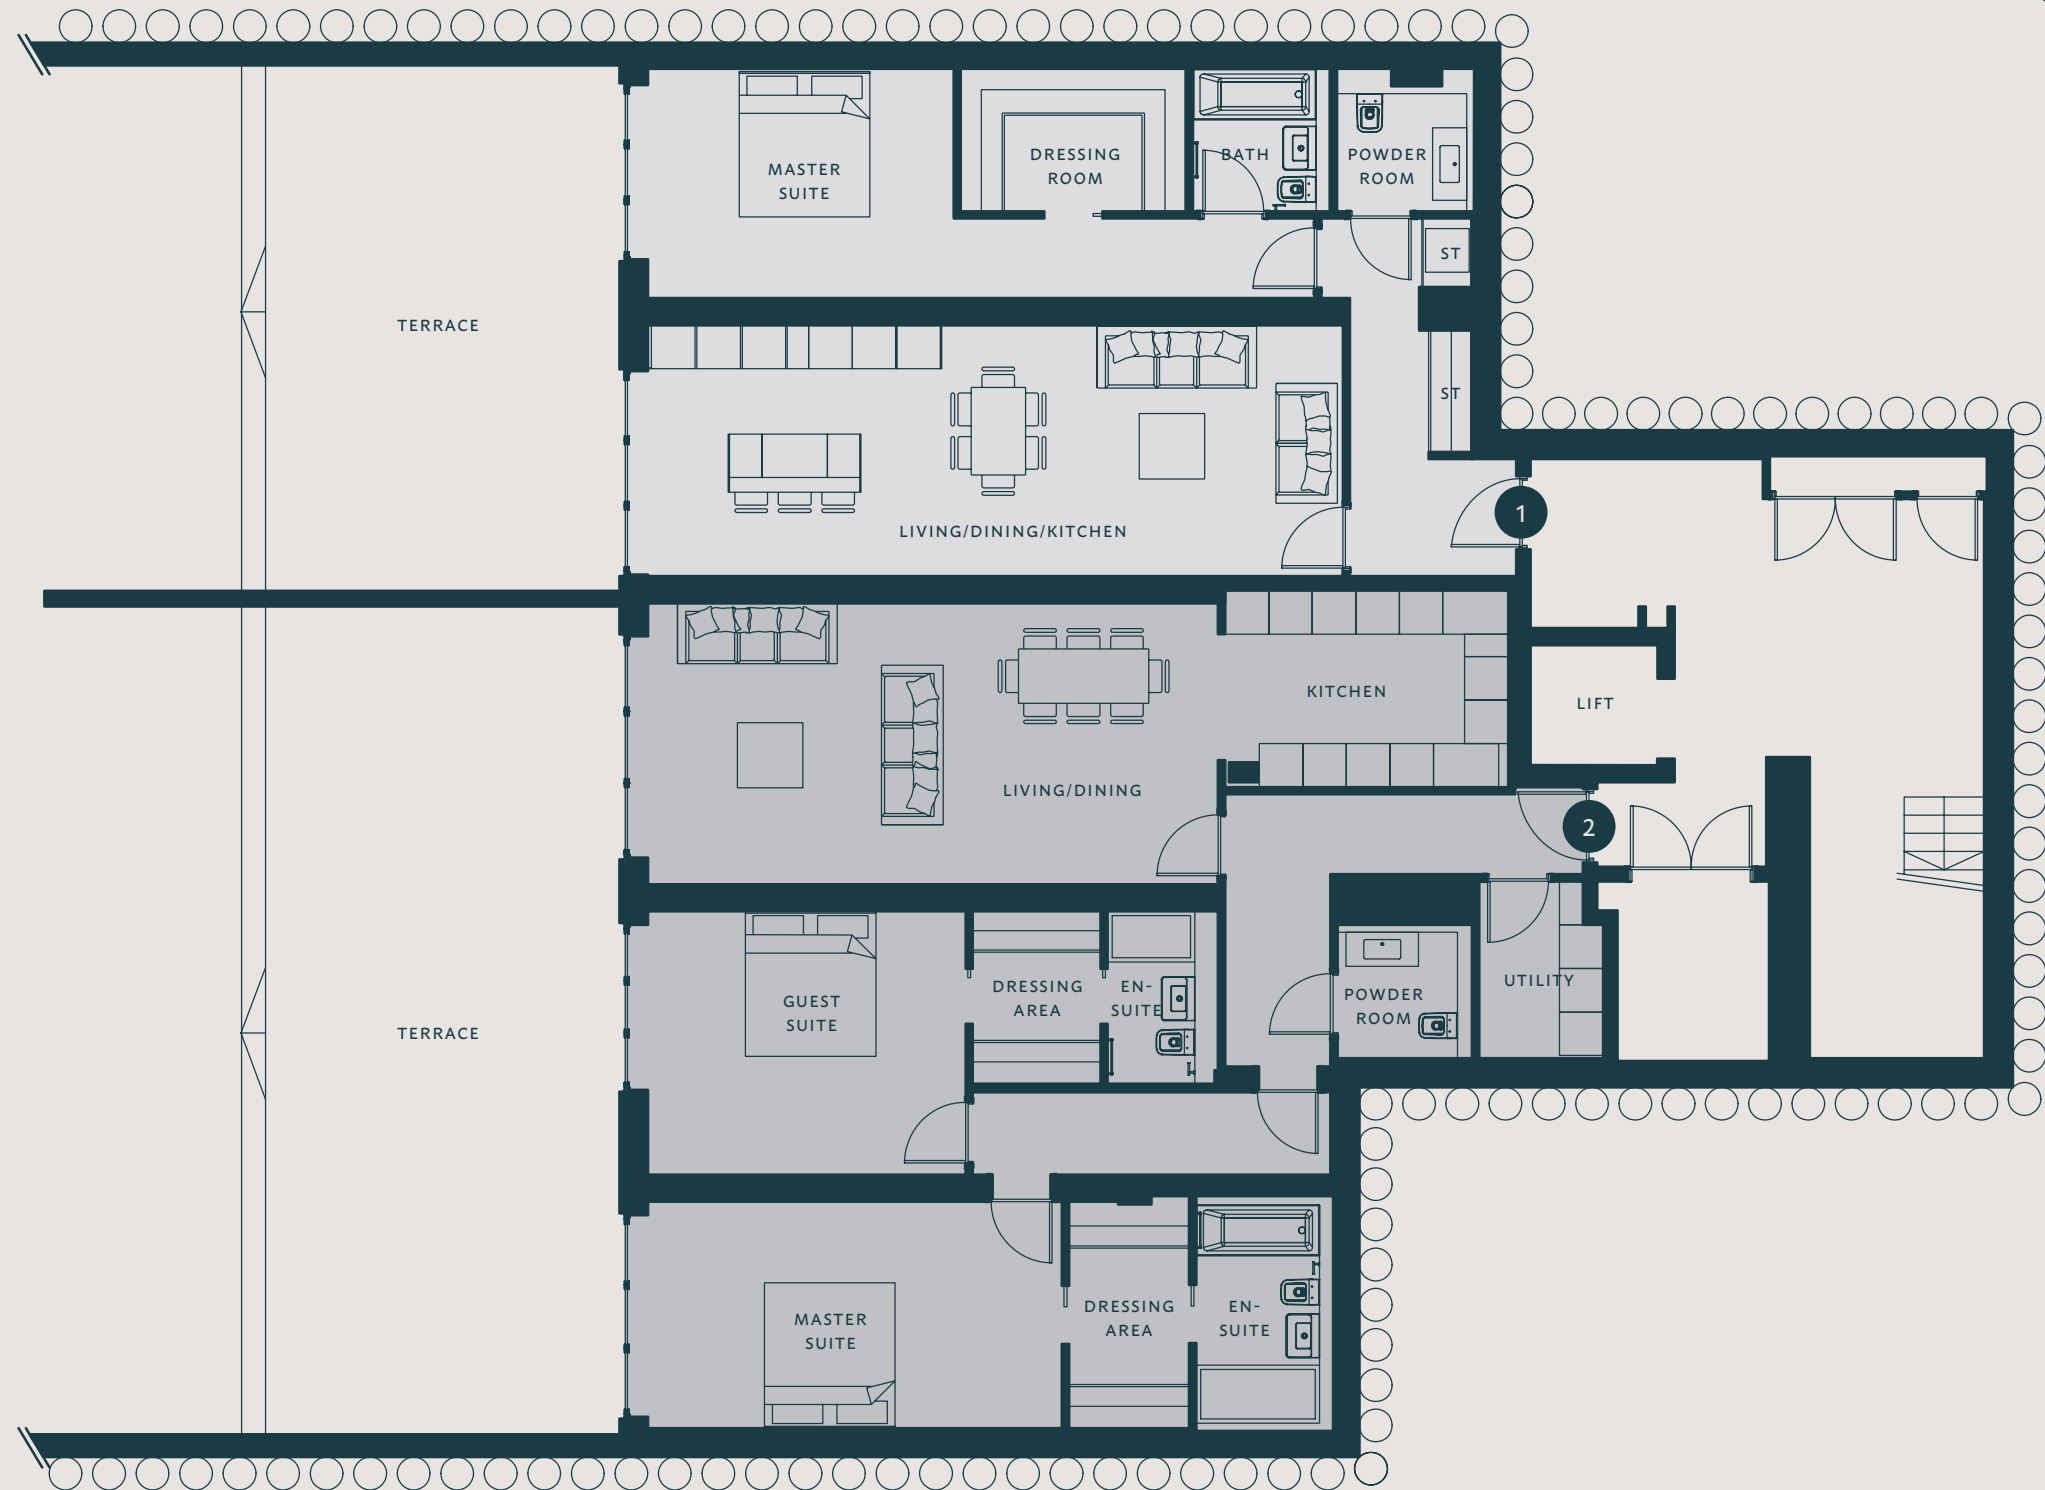 MASTER
SUITE
DRESSING
ROOM
BATH
POWDER
ROOM
ST
TERRACE
ST
LIVING/DINING/KITCHEN
1
KITCHEN
LIFT
LIVING/DINING
2
GUEST
SUITE
DRESSING
AREA
EN-
SUITE
POWDER
ROOM
UTILITY
TERRACE
MASTER
SUITE
DRESSING
AREA
EN-
SUITE